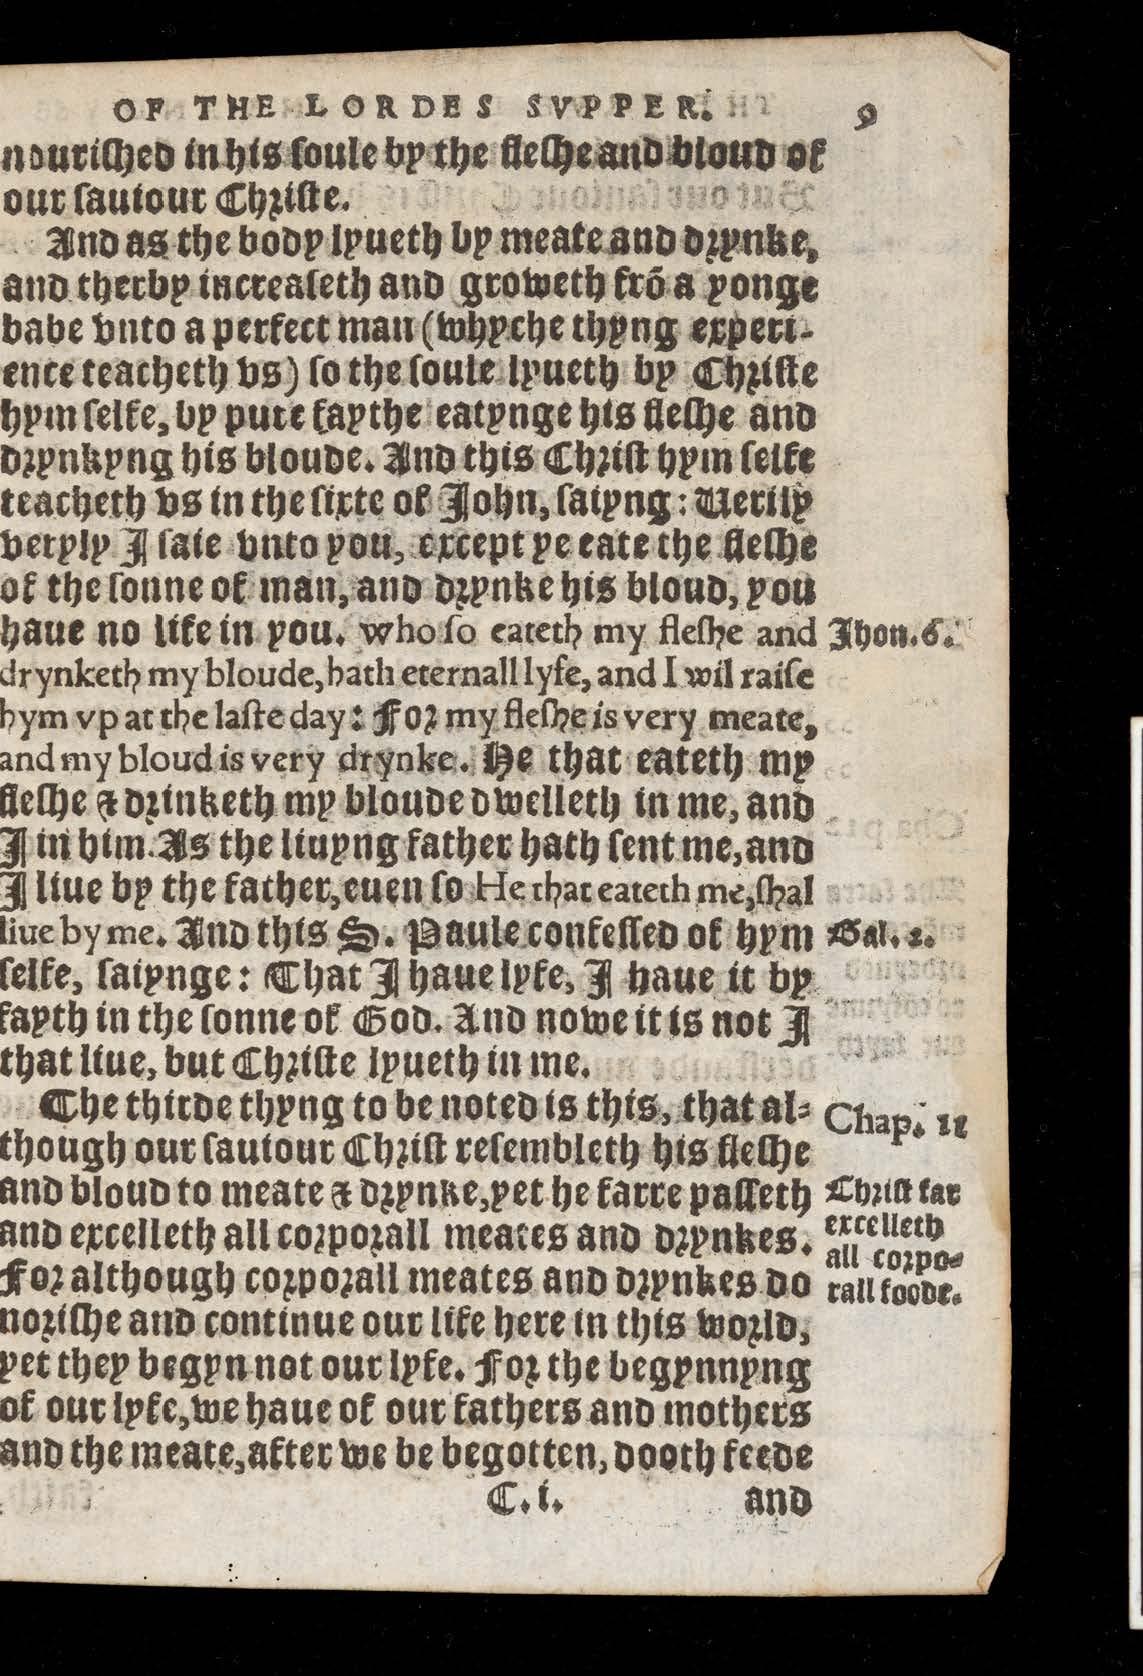 OF THE LORDES SVPPER. 9
nouriſhed in his ſoule by the fleſhe and bloud of
our ſauiour Chriſte.
And as the body lyueth by meate and drynke,
and therby increaſeth and groweth frō a yonge
babe vnto a perfect man (whyche thyng experi-
ence teacheth vs) ſo the ſoule lyueth by Chriſte
hym ſelfe, by pure faythe eatynge his fleſhe and
drynkyng his bloude. And this Chriſt hym ſelfe
teacheth vs in the ſixte of John, ſaiyng: Uerily
veryly I ſaie vnto you, except ye eate the fleſhe
of the ſonne of man, and drynke his bloud, you
haue no life in you. who ſo eateth my fleſhe and
Jhon. 6.
drynketh my bloude, hath eternall lyfe, and I wil raiſe
hym vp at the laſte day: For my fleſhe is very meate,
and my bloud is very drynke. He that eateth my
fleſhe & drinketh my bloude dwelleth in me, and
I in him. As the liuyng father hath ſent me, and
I liue by the father, euen ſo He that eateth me, ſhal
liue by me. And this S. Paule confeſſed of hym
Gal. 2.
ſelfe, ſaiynge: That I haue lyfe, I haue it by
fayth in the ſonne of God. And nowe it is not I
that liue, but Chriſte lyueth in me.
The thirde thyng to be noted is this, that al-
Chap. 11
though our ſauiour Chriſt reſembleth his fleſhe
and bloud to meate & drynke, yet he farre paſſeth
and excelleth all corporall meates and drynkes.
Chriſt far
excelleth
all corpo-
rall foode.
For although corporall meates and drynkes do
noriſhe and continue our life here in this world,
yet they begyn not our lyfe. For the begynnyng
of our lyfe, we haue of our fathers and mothers
and the meate, after we be begotten, dooth feede
C. i. and